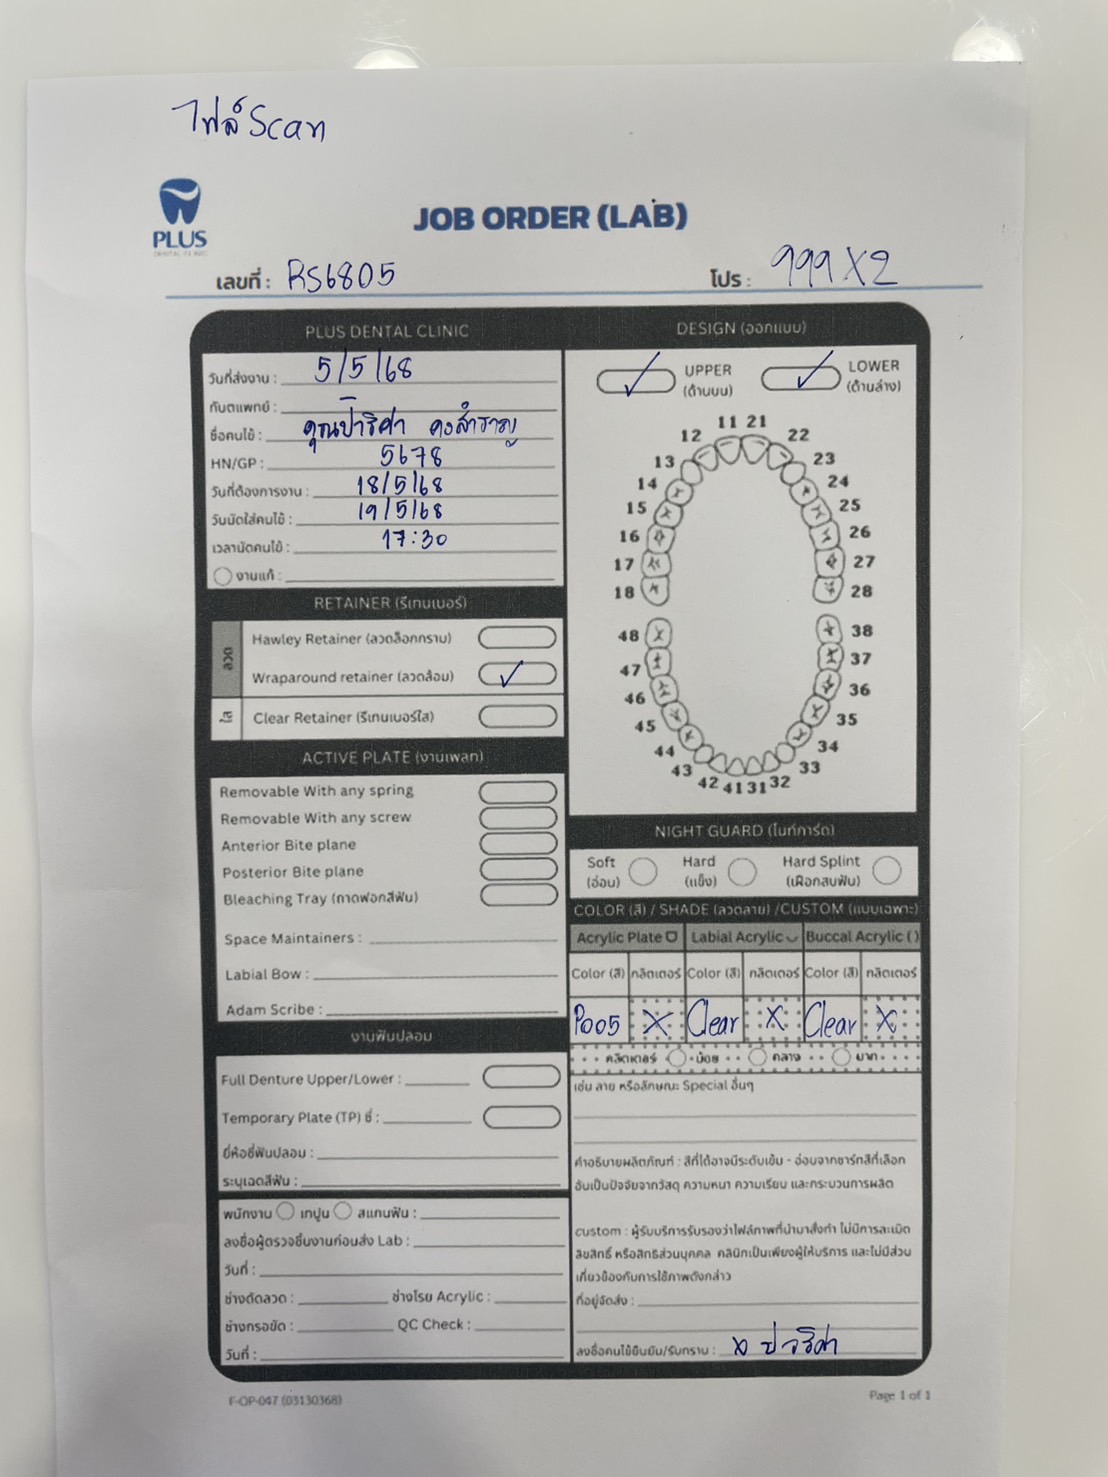 ไฟล์ Scan
PLUS
DENTAL CLINIC
JOB ORDER (LAB)
เลขที่ : RS6805
โปร : 999 X2
PLUS DENTAL CLINIC
วันที่ส่งงาน : 5/5/68
ทันตแพทย์ :
ชื่อคนไข้ : คุณปาริศา คงสำราญ
HN/GP : 5678
วันที่ต้องการงาน : 18/5/68
วันนัดใส่คนไข้ : 19/5/68
เวลานัดคนไข้ : 17:30
งานแก้ :
RETAINER (รีเทนเนอร์)
ลวด
Hawley Retainer (ลวดล็อกกราม)
Wraparound retainer (ลวดล้อม) ✓
ใส
Clear Retainer (รีเทนเนอร์ใส)
ACTIVE PLATE (งานเพลท)
Removable With any spring
Removable With any screw
Anterior Bite plane
Posterior Bite plane
Bleaching Tray (ถาดฟอกสีฟัน)
Space Maintainers :
Labial Bow :
Adam Scribe :
งานฟันปลอม
Full Denture Upper/Lower :
Temporary Plate (TP) ซี่ :
ยี่ห้อซี่ฟันปลอม :
ระบุเฉดสีฟัน :
พนักงาน เทปูน สแกนฟัน :
ลงชื่อผู้ตรวจชิ้นงานก่อนส่ง Lab :
วันที่ :
ช่างดัดลวด : ช่างโรย Acrylic :
ช่างกรอขัด : QC Check :
วันที่ :
DESIGN (ออกแบบ)
✓ UPPER (ด้านบน) ✓ LOWER (ด้านล่าง)
11 21
12 22
13 23
14 24
15 25
16 26
17 27
18 28
48 38
47 37
46 36
45 35
44 34
43 33
42 41 31 32
NIGHT GUARD (ไนท์การ์ด)
Soft (อ่อน) Hard (แข็ง) Hard Splint (เฝือกสบฟัน)
COLOR (สี) / SHADE (ลวดลาย) /CUSTOM (แบบเฉพาะ)
Acrylic Plate Labial Acrylic Buccal Acrylic ( )
Color (สี) กลิตเตอร์ Color (สี) กลิตเตอร์ Color (สี) กลิตเตอร์
P005 X Clear X Clear X
กลิตเตอร์ น้อย กลาง มาก
เช่น ลาย หรือลักษณะ Special อื่นๆ
คำอธิบายผลิตภัณฑ์ : สีที่ได้อาจมีระดับเข้ม - อ่อนจากชาร์ทสีที่เลือก
อันเป็นปัจจัยจากวัสดุ ความหนา ความเรียบ และกระบวนการผลิต
custom : ผู้รับบริการรับรองว่าไฟล์ภาพที่นำมาสั่งทำ ไม่มีการละเมิด
ลิขสิทธิ์ หรือสิทธิส่วนบุคคล คลินิกเป็นเพียงผู้ให้บริการ และไม่มีส่วน
เกี่ยวข้องกับการใช้ภาพดังกล่าว
ที่อยู่จัดส่ง :
ลงชื่อคนไข้ยืนยัน/รับทราบ : x ปาริศา
F-OP-047 (03130368)
Page 1 of 1